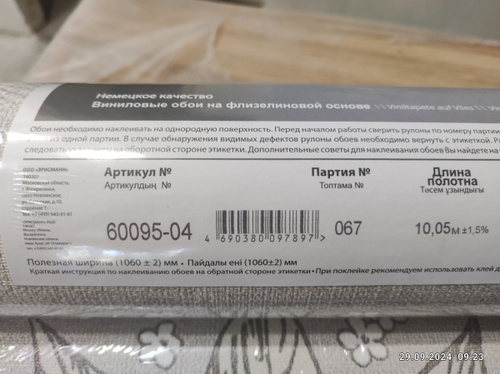 Немецкое качество
Виниловые обои на флизелиновой основе | Vinyltapete auf Vlies | Vinyl
Обои необходимо наклеивать на однородную поверхность. Перед началом работы сверить рулоны по номеру партии
из одной партии. В случае обнаружения видимых дефектов рулоны обоев необходимо вернуть с этикеткой.
следовать на оборотной стороне этикетки. Дополнительные советы для наклеивания обоев Вы найдете на
Артикул №
Артикулдың №
60095-04
4 690380 097897 >
Партия №
Топтама №
067
Длина
полотна
Төсем ұзындығы
10,05м ±1,5%
Полезная ширина (1060 ± 2) мм • Пайдалы ені (1060±2) мм
Краткая инструкция по наклеиванию обоев на обратной стороне этикетки • При поклейке рекомендуем использовать клей
29.09.2024 09:23